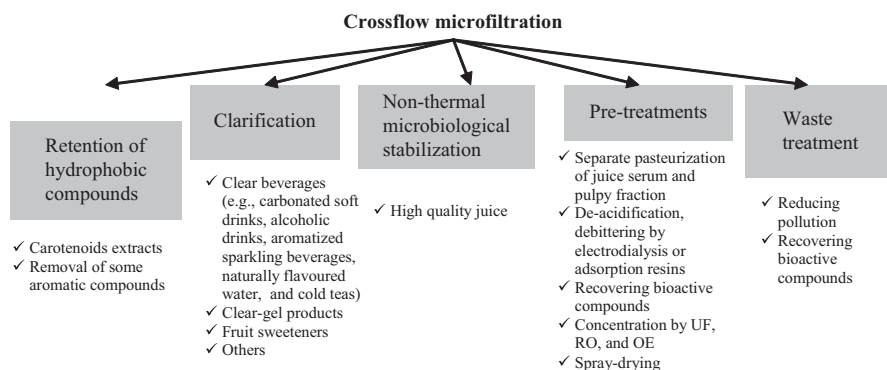 Crossflow microfiltration
Retention of
hydrophobic
compounds
✓ Carotenoids extracts
✓ Removal of some
aromatic compounds
Clarification
✓ Clear beverages
(e.g., carbonated soft
drinks, alcoholic
drinks, aromatized
sparkling beverages,
naturally flavoured
water, and cold teas)
✓ Clear-gel products
✓ Fruit sweeteners
✓ Others
Non-thermal
microbiological
stabilization
✓ High quality juice
Pre-treatments
✓ Separate pasteurization
of juice serum and
pulpy fraction
✓ De-acidification,
debittering by
electrodialysis or
adsorption resins
✓ Recovering bioactive
compounds
✓ Concentration by UF,
RO, and OE
✓ Spray-drying
Waste
treatment
✓ Reducing
pollution
✓ Recovering
bioactive
compounds